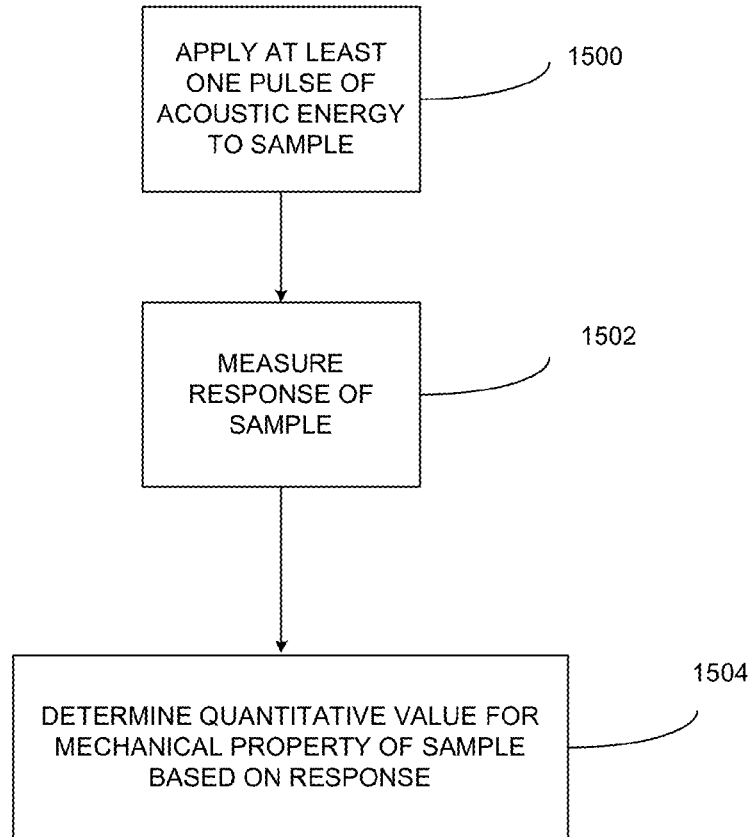 APPLY AT LEAST
ONE PULSE OF
ACOUSTIC ENERGY
TO SAMPLE
1500
MEASURE
RESPONSE OF
SAMPLE
1502
DETERMINE QUANTITATIVE VALUE FOR
MECHANICAL PROPERTY OF SAMPLE
BASED ON RESPONSE
1504